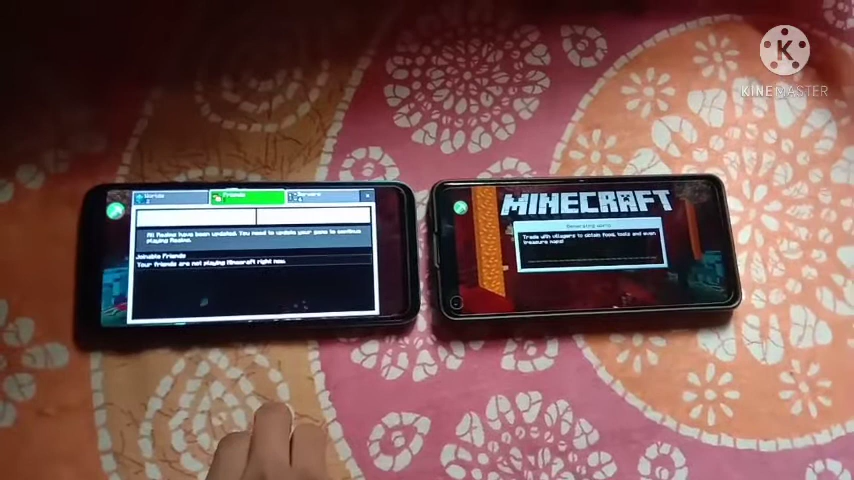 K
KINEMASTER
Worlds
Friends
Servers
All Realms have been updated. You need to update your game to continue
playing Realms.
Joinable Friends
Your friends are not playing Minecraft right now.
MINECRAFT
Generating world
Trade with villagers to obtain food, tools and even
treasure maps!